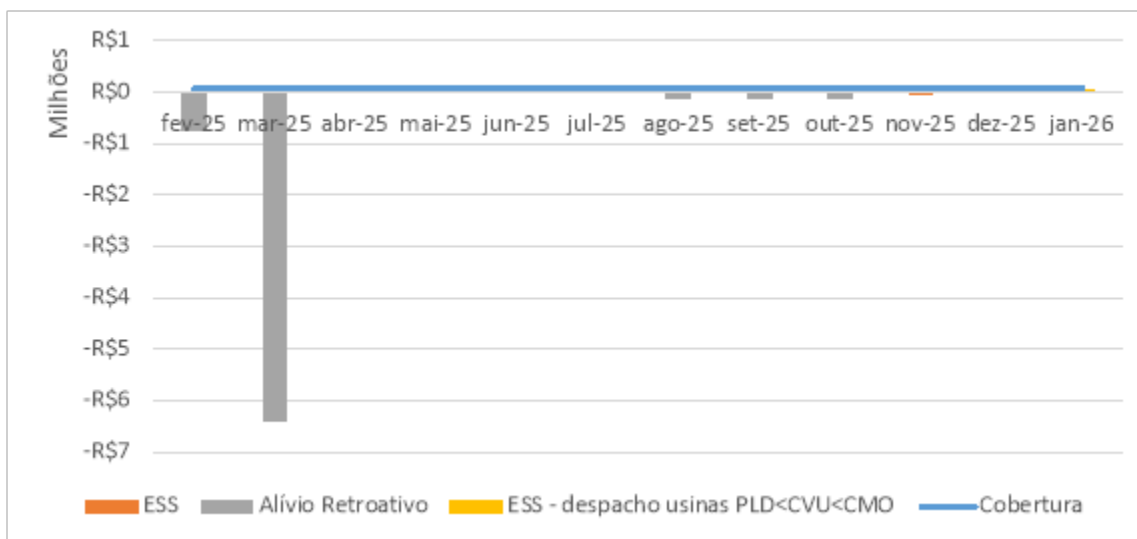 Milhões
R$1
R$0
-R$1
-R$2
-R$3
-R$4
-R$5
-R$6
-R$7
fev-25 mar-25 abr-25 mai-25 jun-25 jul-25 ago-25 set-25 out-25 nov-25 dez-25 jan-26
ESS Alívio Retroativo ESS - despacho usinas PLD<CVU<CMO Cobertura